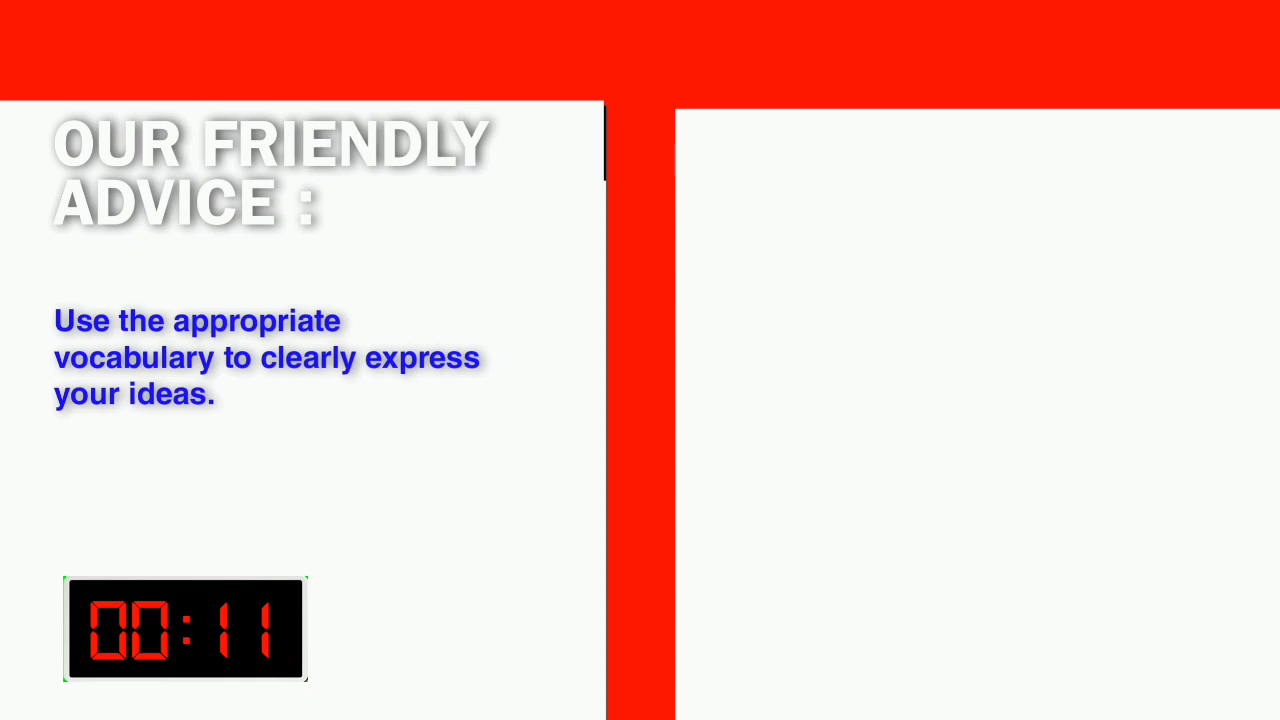 OUR FRIENDLY
ADVICE :
Use the appropriate
vocabulary to clearly express
your ideas.
00:11